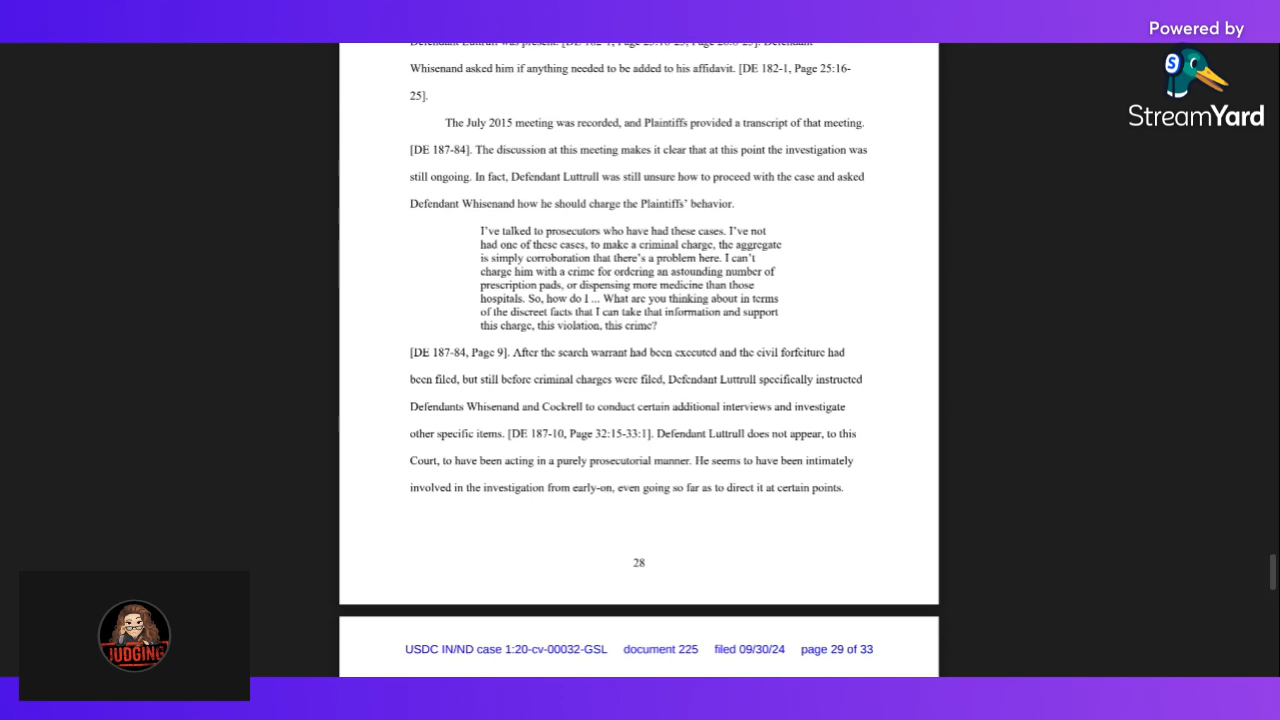 Powered by
StreamYard
Defendant Luttrull was present. [DE 182-1, Page 25:16-25, Defendant
Whisenand asked him if anything needed to be added to his affidavit. [DE 182-1, Page 25:16-
25].
The July 2015 meeting was recorded, and Plaintiffs provided a transcript of that meeting.
[DE 187-84]. The discussion at this meeting makes it clear that at this point the investigation was
still ongoing. In fact, Defendant Luttrull was still unsure how to proceed with the case and asked
Defendant Whisenand how he should charge the Plaintiffs' behavior.
I've talked to prosecutors who have had these cases. I've not
had one of these cases, to make a criminal charge, the aggregate
is simply corroboration that there's a problem here. I can't
charge him with a crime for ordering an astounding number of
prescription pads, or dispensing more medicine than those
hospitals. So, how do I ... What are you thinking about in terms
of the discreet facts that I can take that information and support
this charge, this violation, this crime?
[DE 187-84, Page 9]. After the search warrant had been executed and the civil forfeiture had
been filed, but still before criminal charges were filed, Defendant Luttrull specifically instructed
Defendants Whisenand and Cockrell to conduct certain additional interviews and investigate
other specific items. [DE 187-10, Page 32:15-33:1]. Defendant Luttrull does not appear, to this
Court, to have been acting in a purely prosecutorial manner. He seems to have been intimately
involved in the investigation from early-on, even going so far as to direct it at certain points.
28
USDC IN/ND case 1:20-cv-00032-GSL document 225 filed 09/30/24 page 29 of 33
JUDGING